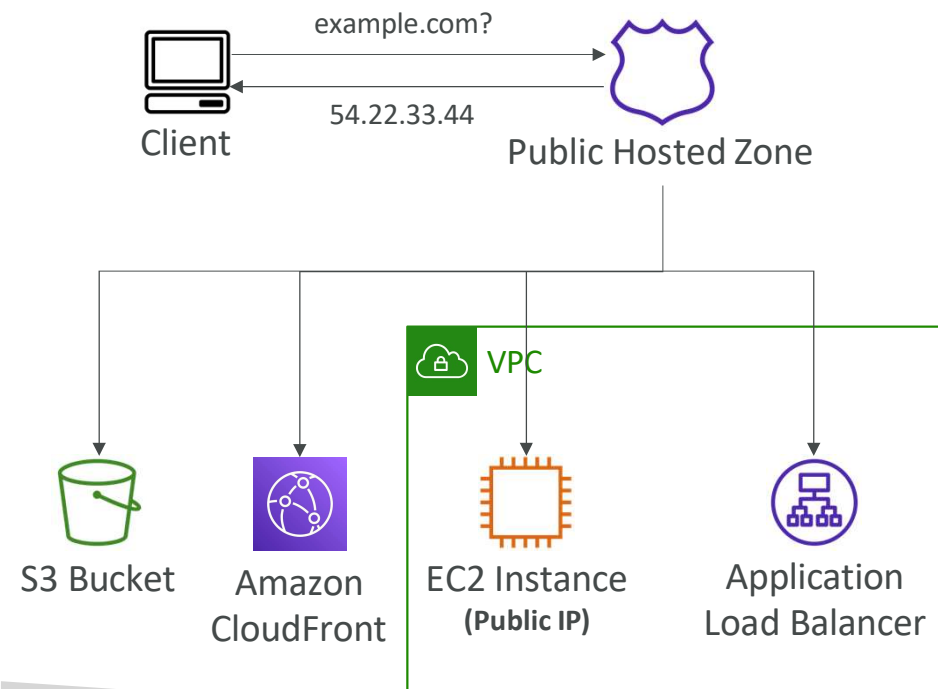 example.com?
54.22.33.44
Client
Public Hosted Zone
VPC
S3 Bucket
Amazon
CloudFront
EC2 Instance
(Public IP)
Application
Load Balancer